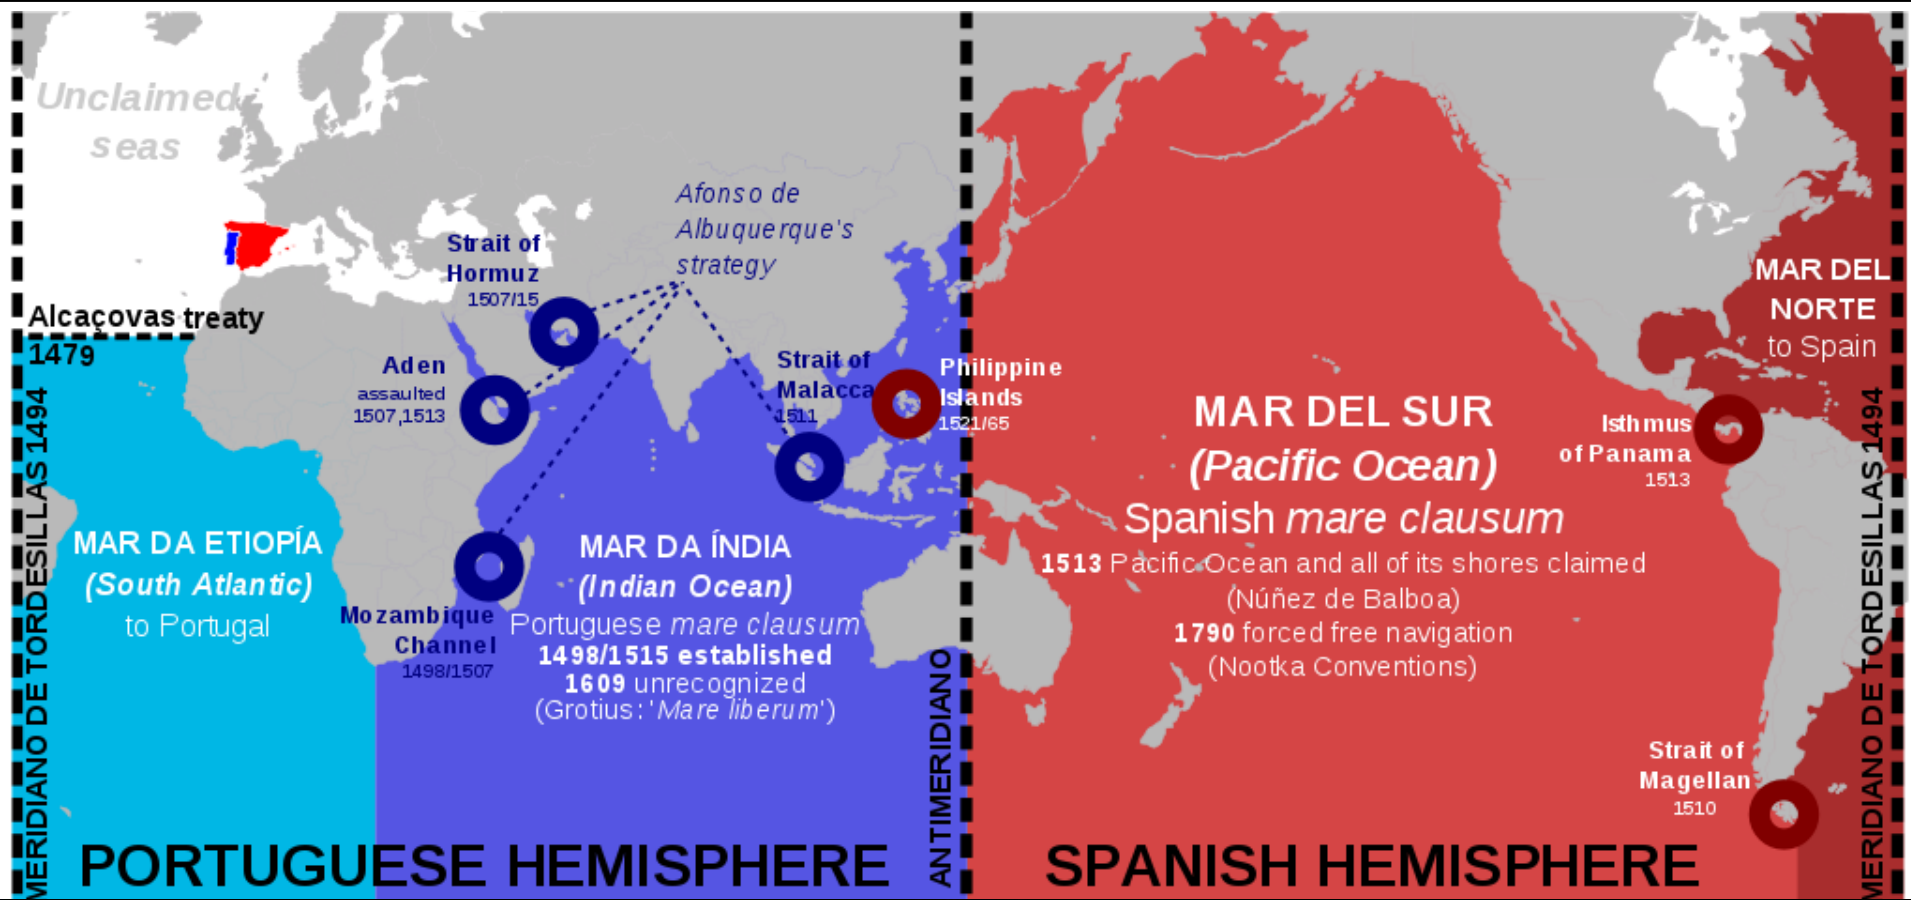 Unclaimed
seas
Afonso de
Albuquerque's
strategy
Strait of
Hormuz
1507/15
Alcaçovas treaty
1479
Aden
assaulted
1507,1513
Strait of
Malacca
1511
Philippine
Islands
1521/65
MAR DEL
NORTE
to Spain
MAR DEL SUR
(Pacific Ocean)
Spanish mare clausum
1513 Pacific Ocean and all of its shores claimed
(Núñez de Balboa)
1790 forced free navigation
(Nootka Conventions)
Isthmus
of Panama
1513
MAR DA ETIOPÍA
(South Atlantic)
to Portugal
MAR DA ÍNDIA
(Indian Ocean)
Portuguese mare clausum
1498/1515 established
1609 unrecognized
(Grotius: 'Mare liberum')
Mozambique
Channel
1498/1507
Strait of
Magellan
1510
MERIDIANO DE TORDESILLAS 1494
ANTIMERIDIANO
MERIDIANO DE TORDESILLAS 1494
PORTUGUESE HEMISPHERE
SPANISH HEMISPHERE